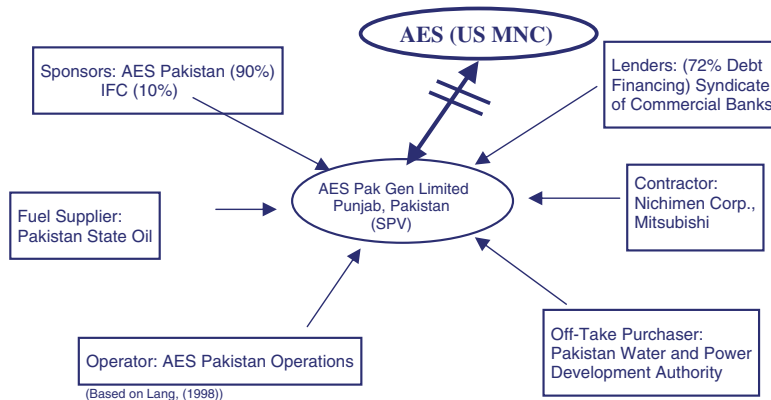 AES (US MNC)
Sponsors: AES Pakistan (90%)
IFC (10%)
Lenders: (72% Debt
Financing) Syndicate
of Commercial Banks
AES Pak Gen Limited
Punjab, Pakistan
(SPV)
Fuel Supplier:
Pakistan State Oil
Contractor:
Nichimen Corp.,
Mitsubishi
Operator: AES Pakistan Operations
(Based on Lang, (1998))
Off-Take Purchaser:
Pakistan Water and Power
Development Authority